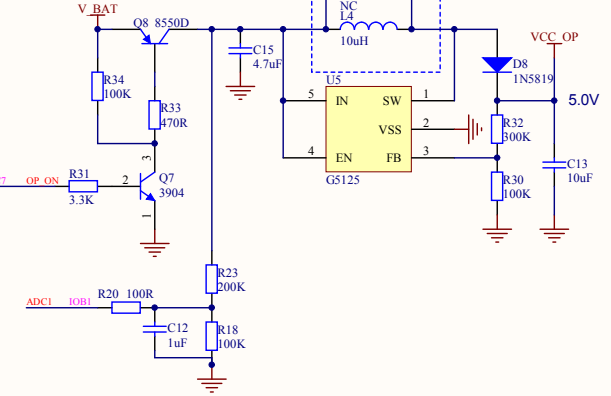 NC
V_BAT
Q8 8550D
L4
10uH
VCC_OP
C15
4.7uF
D8
1N5819
R34
100K
U5
5 IN SW 1
5.0V
R33
470R
VSS 2
R32
300K
4 EN FB 3
G5125
3
R31
3.3K
OP_ON
2
Q7
3904
1
C13
10uF
R30
100K
R23
200K
ADC1 IOB1
R20 100R
C12
1uF
R18
100K